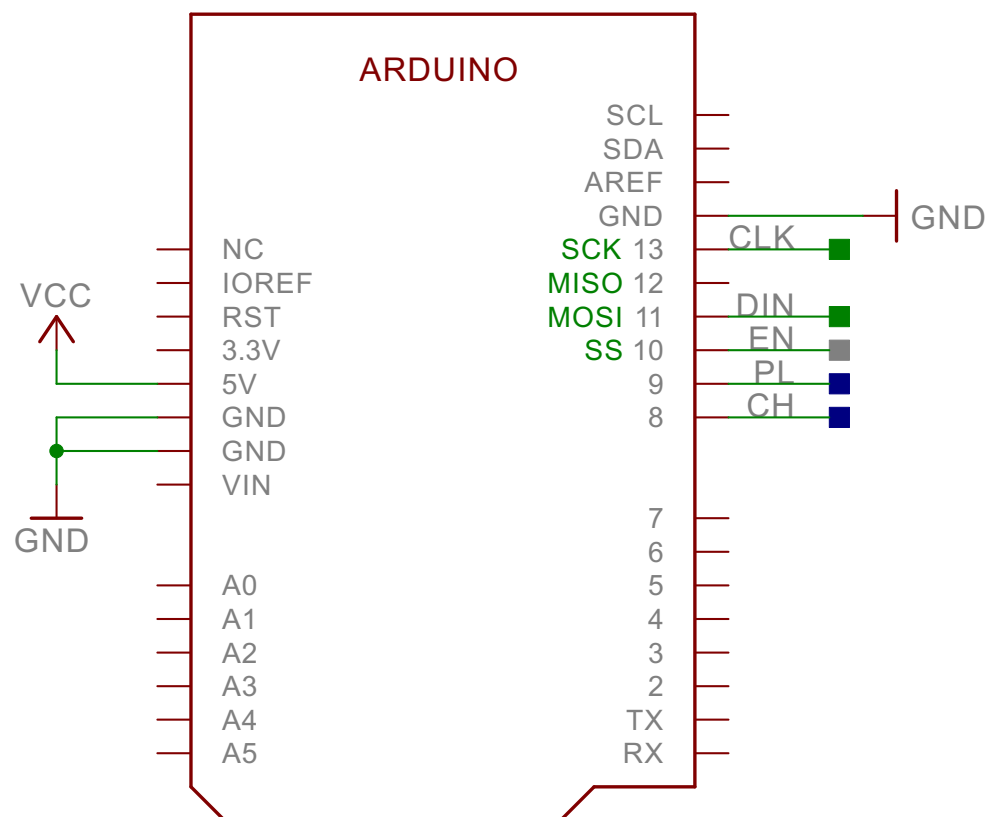 ARDUINO
SCL
SDA
AREF
GND
GND
NC
SCK 13
CLK
IOREF
MISO 12
VCC
RST
MOSI 11
DIN
3.3V
SS 10
EN
5V
9
PL
GND
8
CH
GND
VIN
GND
7
6
A0
5
A1
4
A2
3
A3
2
A4
TX
A5
RX